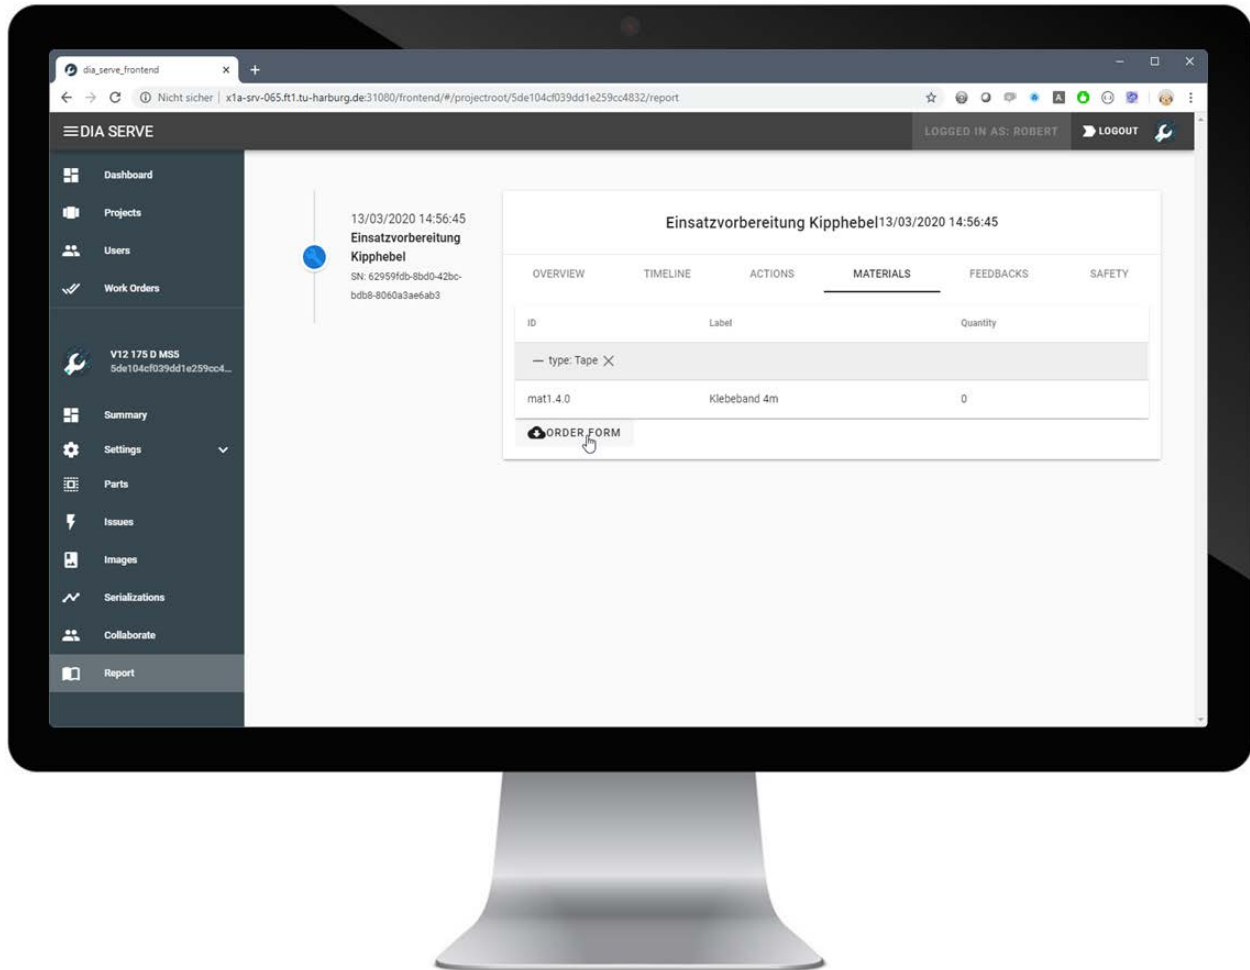 dia_serve_frontend
Nicht sicher | x1a-srv-065.ft1.tu-harburg.de:31080/frontend/#/projectroot/5de104cf039dd1e259cc4832/report
DIA SERVE
LOGGED IN AS: ROBERT
LOGOUT
Dashboard
Projects
Users
Work Orders
V12 175 D MS5
5de104cf039dd1e259cc4...
Summary
Settings
Parts
Issues
Images
Serializations
Collaborate
Report
13/03/2020 14:56:45
Einsatzvorbereitung
Kipphebel
SN: 62959fdb-8bd0-42bc-
bdb8-8060a3ae6ab3
Einsatzvorbereitung Kipphebel13/03/2020 14:56:45
OVERVIEW TIMELINE ACTIONS MATERIALS FEEDBACKS SAFETY
ID Label Quantity
type: Tape
mat1.4.0 Klebeband 4m 0
ORDER FORM